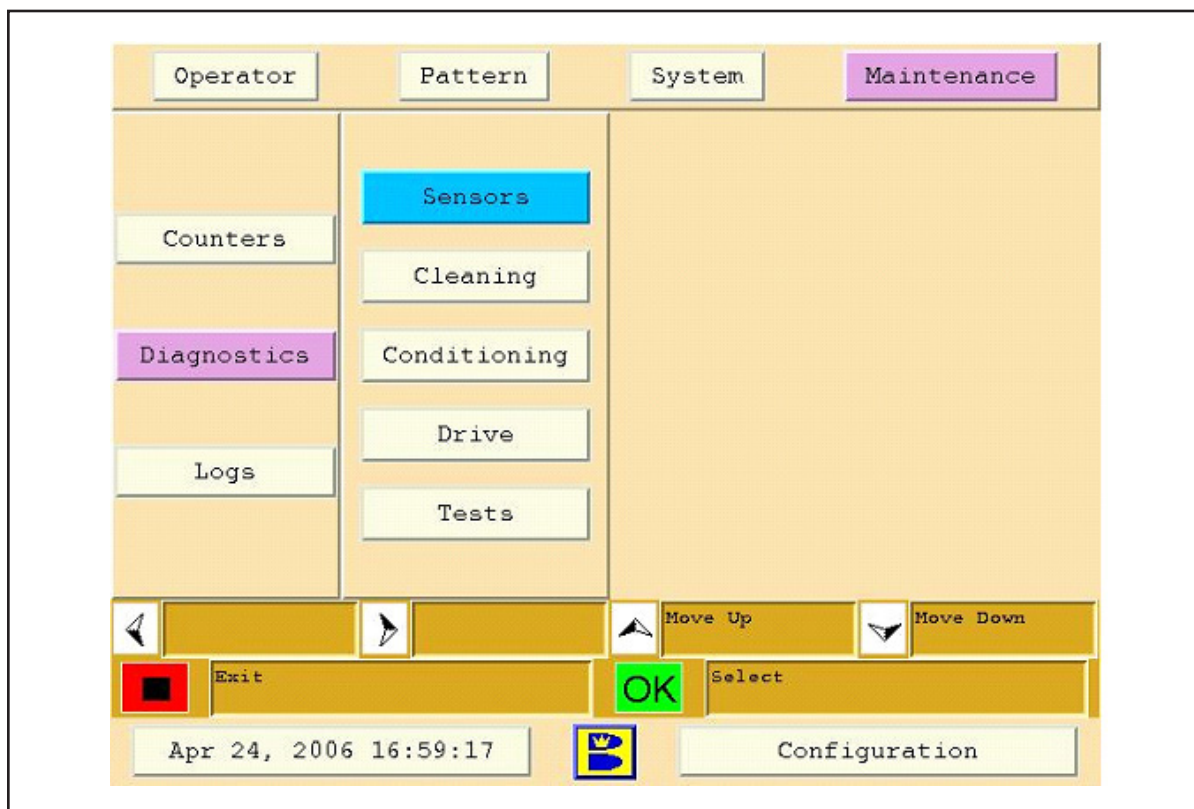 Operator Pattern System Maintenance
Counters
Diagnostics
Logs
Sensors
Cleaning
Conditioning
Drive
Tests
Move Up Move Down
Exit OK Select
Apr 24, 2006 16:59:17 Configuration